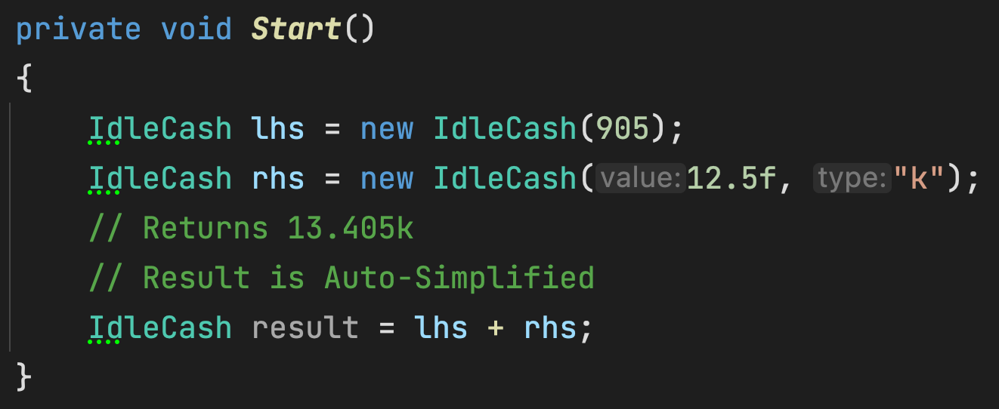 private void Start()
{
IdleCash lhs = new IdleCash(905);
IdleCash rhs = new IdleCash(value:12.5f, type:"k");
// Returns 13.405k
// Result is Auto-Simplified
IdleCash result = lhs + rhs;
}